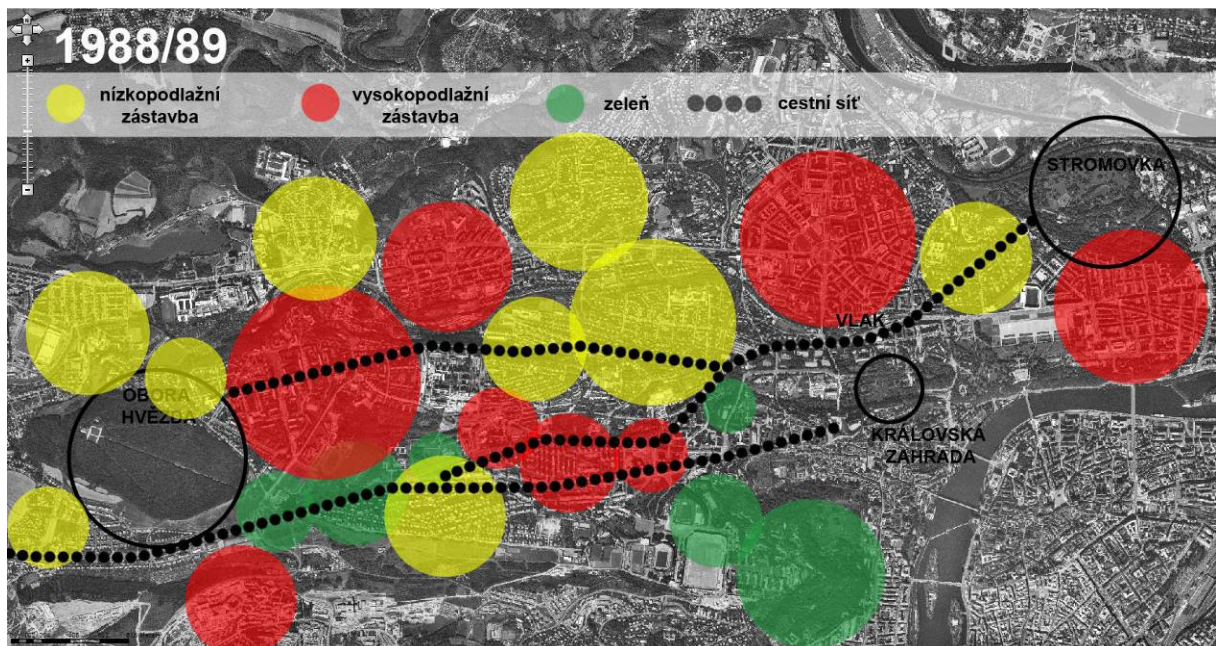 1988/89
nízkopodlažní
zástavba
vysokopodlažní
zástavba
zeleň
cestní síť
STROMOVKA
VLAK
OBORA
HVĚZDA
KRÁLOVSKÁ
ZAHRADA